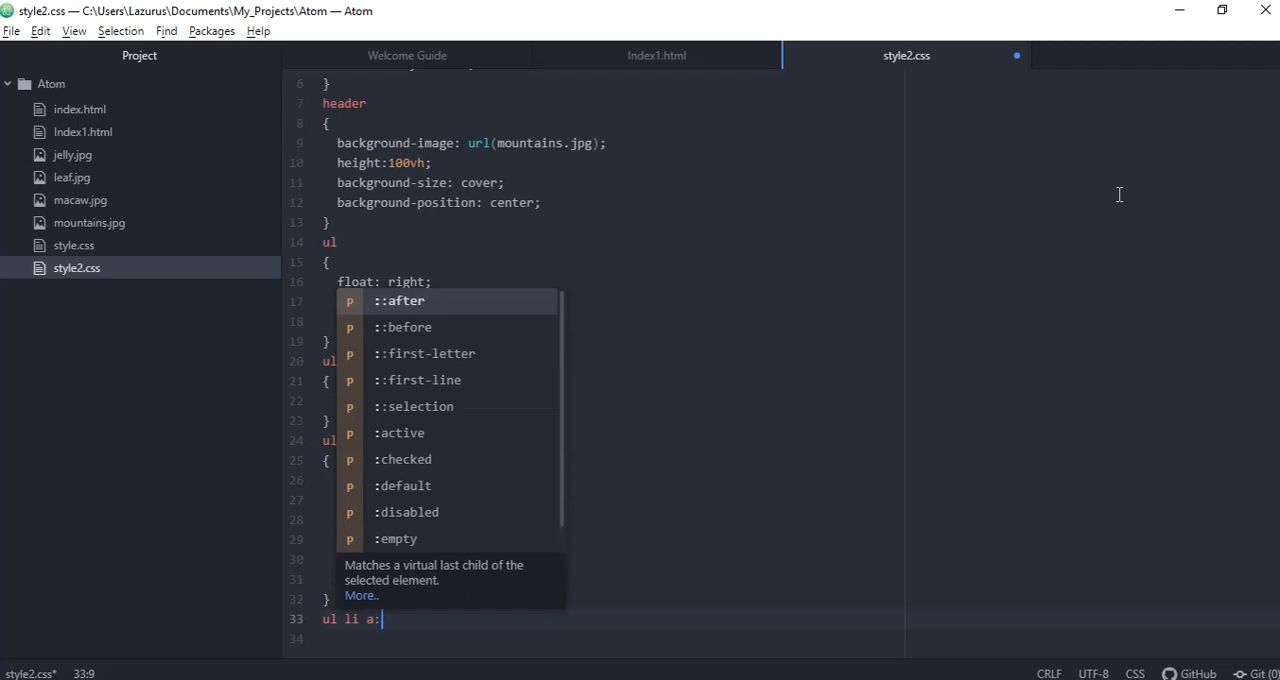 style2.css — C:\Users\Lazurus\Documents\My_Projects\Atom — Atom
File Edit View Selection Find Packages Help
Project
Welcome Guide
Index1.html
style2.css
Atom
index.html
Index1.html
jelly.jpg
leaf.jpg
macaw.jpg
mountains.jpg
style.css
style2.css
6 }
7 header
8 {
9 background-image: url(mountains.jpg);
10 height:100vh;
11 background-size: cover;
12 background-position: center;
13 }
14 ul
15 {
16 float: right;
17
18
19 }
20 ul
21 {
22
23 }
24 ul
25 {
26
27
28
29
30
31
32 }
33 ul li a:
34
p ::after
p ::before
p ::first-letter
p ::first-line
p ::selection
p :active
p :checked
p :default
p :disabled
p :empty
Matches a virtual last child of the
selected element.
More..
style2.css* 33:9 CRLF UTF-8 CSS GitHub Git (0)